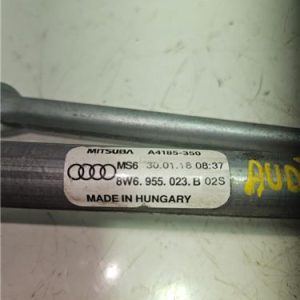 MITSUBA A4185-350
MS6 30.01.18 08:37
8W6.955.023.B 02S
MADE IN HUNGARY
AUD